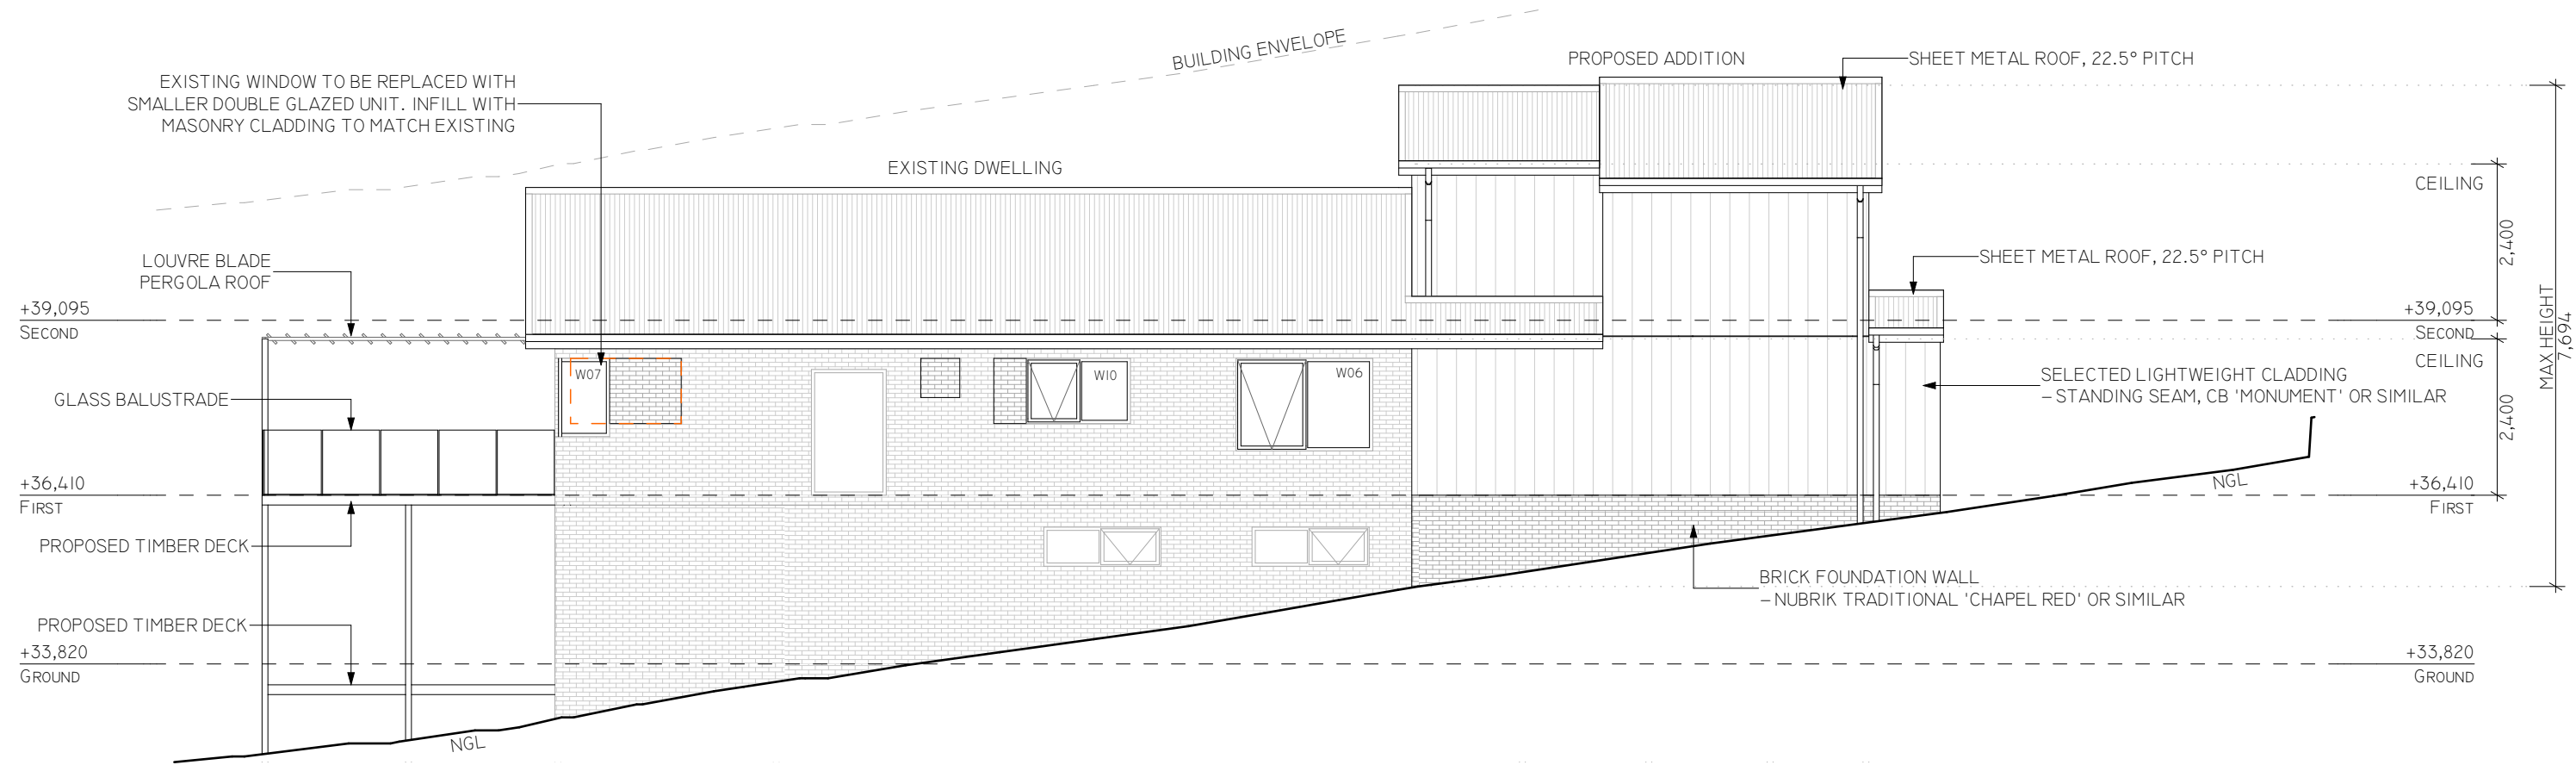 BUILDING ENVELOPE
PROPOSED ADDITION
SHEET METAL ROOF, 22.5° PITCH
EXISTING WINDOW TO BE REPLACED WITH
SMALLER DOUBLE GLAZED UNIT. INFILL WITH
MASONRY CLADDING TO MATCH EXISTING
EXISTING DWELLING
CEILING
2,400
LOUVRE BLADE
PERGOLA ROOF
SHEET METAL ROOF, 22.5° PITCH
+39,095
SECOND
+39,095
SECOND
MAX HEIGHT
7,694
CEILING
W07
W10
W06
SELECTED LIGHTWEIGHT CLADDING
– STANDING SEAM, CB 'MONUMENT' OR SIMILAR
GLASS BALUSTRADE
2,400
+36,410
FIRST
NGL
+36,410
FIRST
PROPOSED TIMBER DECK
BRICK FOUNDATION WALL
– NUBRIK TRADITIONAL 'CHAPEL RED' OR SIMILAR
PROPOSED TIMBER DECK
+33,820
GROUND
+33,820
GROUND
NGL